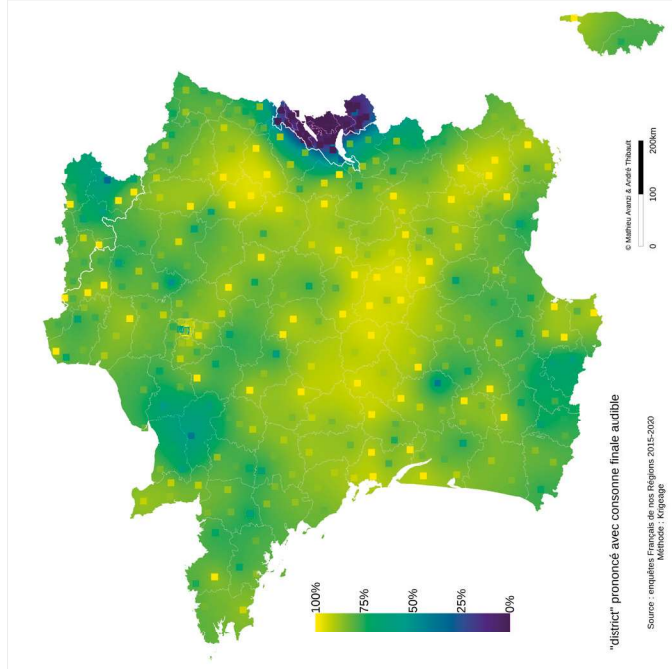 "district" prononcé avec consonne finale audible
Source : enquêtes Français de nos Régions 2015-2020
Méthode : Krigeage
100%
75%
50%
25%
0%
© Mathieu Avanzi & André Thibault
0
100
200km